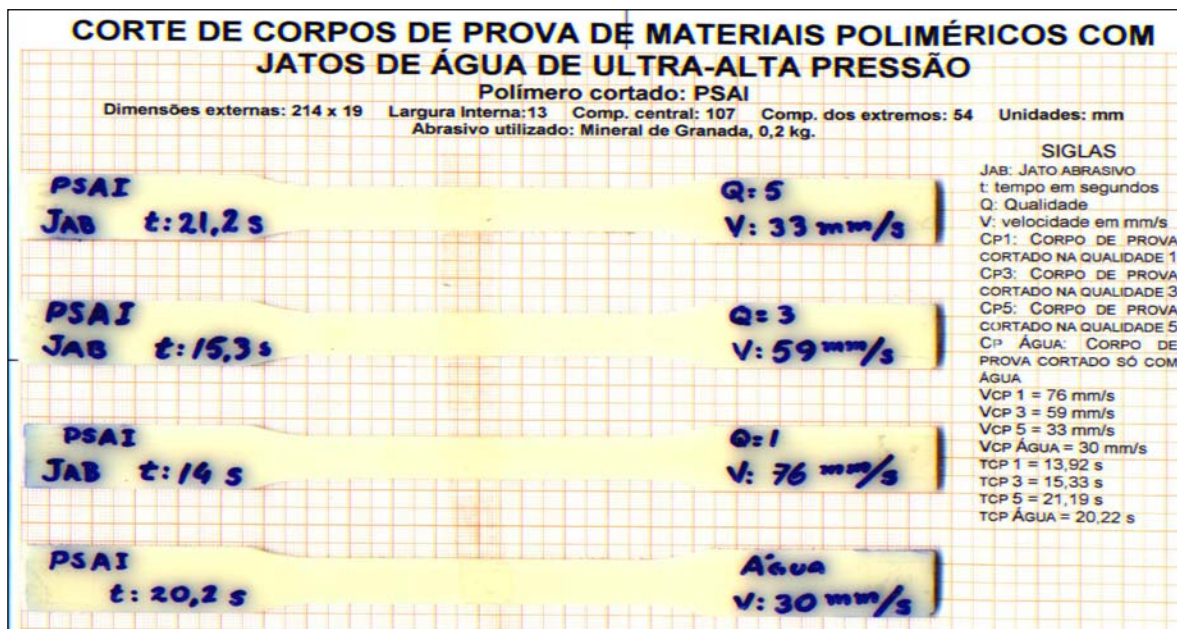 CORTE DE CORPOS DE PROVA DE MATERIAIS POLIMÉRICOS COM
JATOS DE ÁGUA DE ULTRA-ALTA PRESSÃO
Polímero cortado: PSAI
Dimensões externas: 214 x 19 Largura Interna:13 Comp. central: 107 Comp. dos extremos: 54 Unidades: mm
Abrasivo utilizado: Mineral de Granada, 0,2 kg.
PSAI Q: 5
JAB t: 21,2 s V: 33 mm/s
PSAI Q= 3
JAB t: 15,3 s V: 59 mm/s
PSAI Q=1
JAB t: 14 s V: 76 mm/s
PSAI Água
t: 20,2 s V: 30 mm/s
SIGLAS
JAB: JATO ABRASIVO
t: tempo em segundos
Q: Qualidade
V: velocidade em mm/s
CP1: CORPO DE PROVA
CORTADO NA QUALIDADE 1
CP3: CORPO DE PROVA
CORTADO NA QUALIDADE 3
CP5: CORPO DE PROVA
CORTADO NA QUALIDADE 5
CP ÁGUA: CORPO DE
PROVA CORTADO SÓ COM
ÁGUA
VCP 1 = 76 mm/s
VCP 3 = 59 mm/s
VCP 5 = 33 mm/s
VCP ÁGUA = 30 mm/s
TCP 1 = 13,92 s
TCP 3 = 15,33 s
TCP 5 = 21,19 s
TCP ÁGUA = 20,22 s